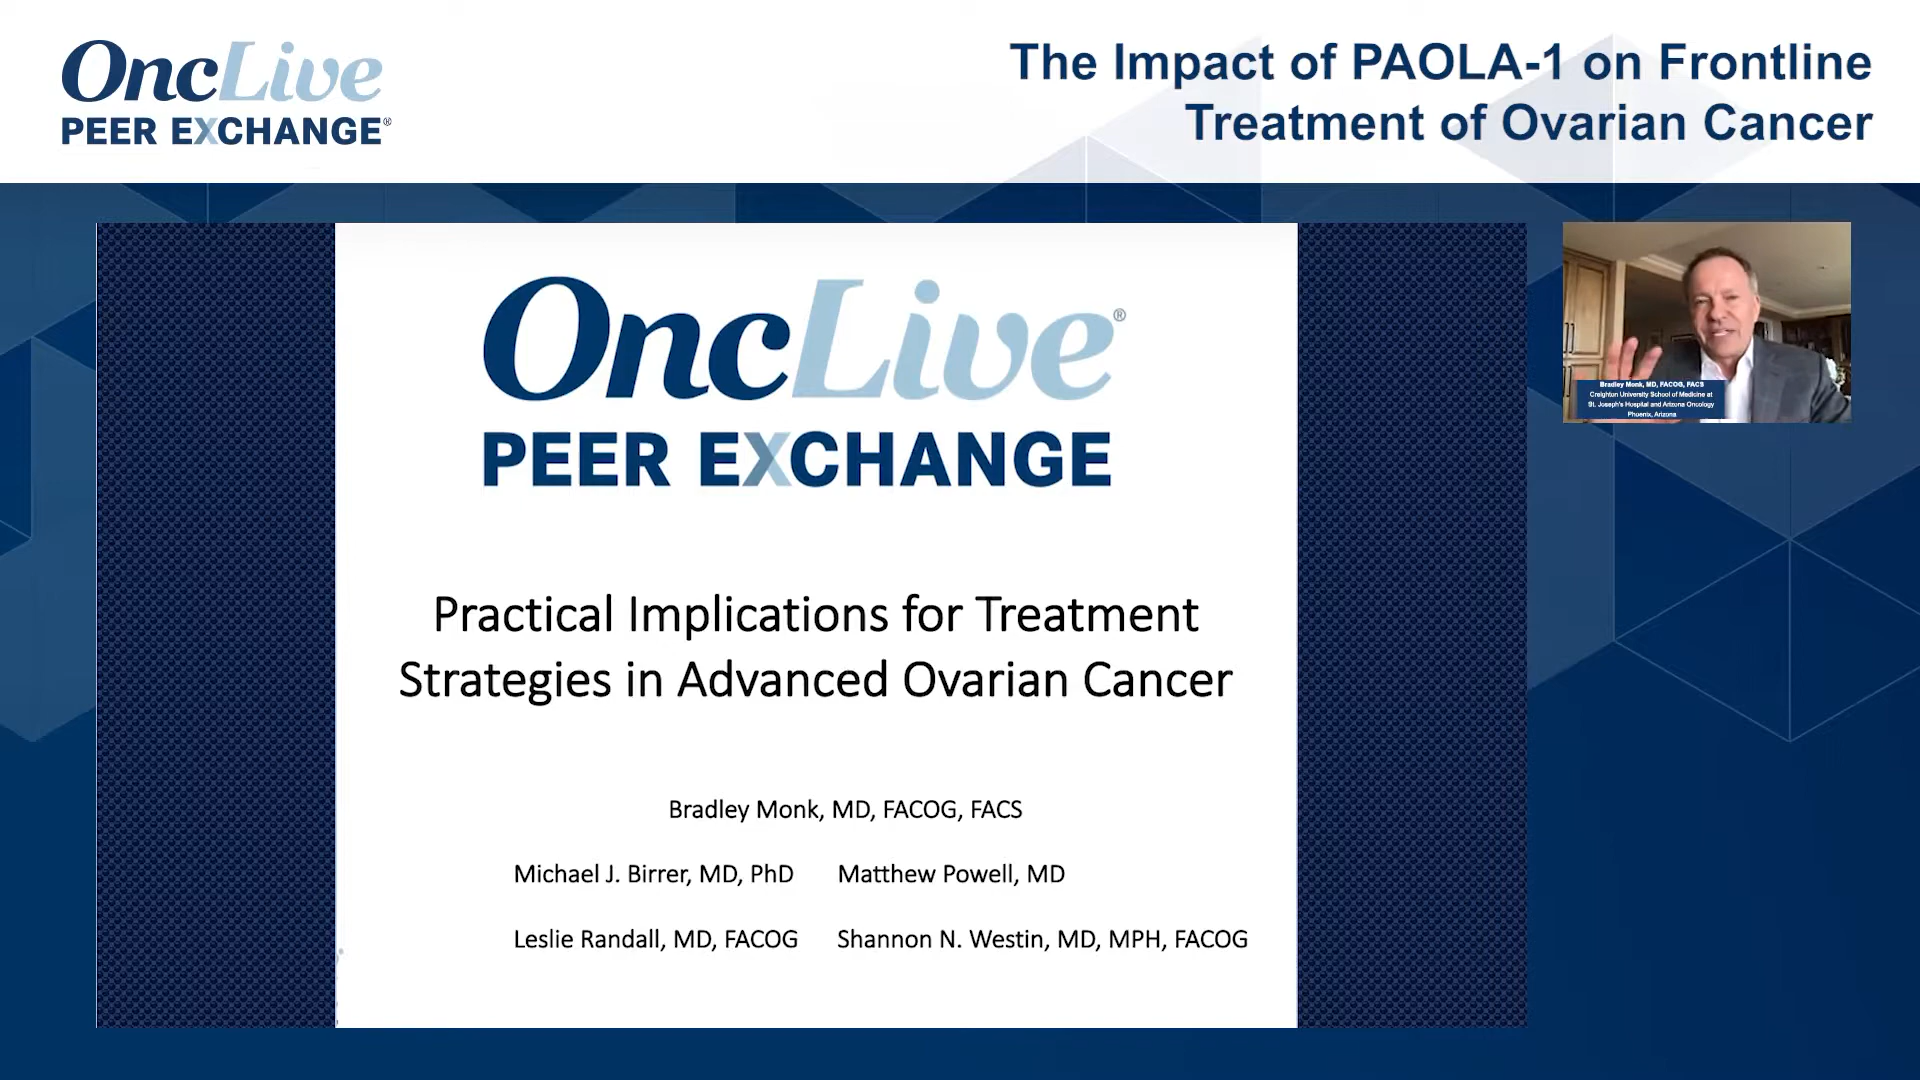 OncLive
PEER EXCHANGE®
The Impact of PAOLA-1 on Frontline
Treatment of Ovarian Cancer
OncLive®
PEER EXCHANGE
Practical Implications for Treatment
Strategies in Advanced Ovarian Cancer
Bradley Monk, MD, FACOG, FACS
Michael J. Birrer, MD, PhD Matthew Powell, MD
Leslie Randall, MD, FACOG Shannon N. Westin, MD, MPH, FACOG
Bradley Monk, MD, FACOG, FACS
Creighton University School of Medicine at
St. Joseph's Hospital and Arizona Oncology
Phoenix, Arizona